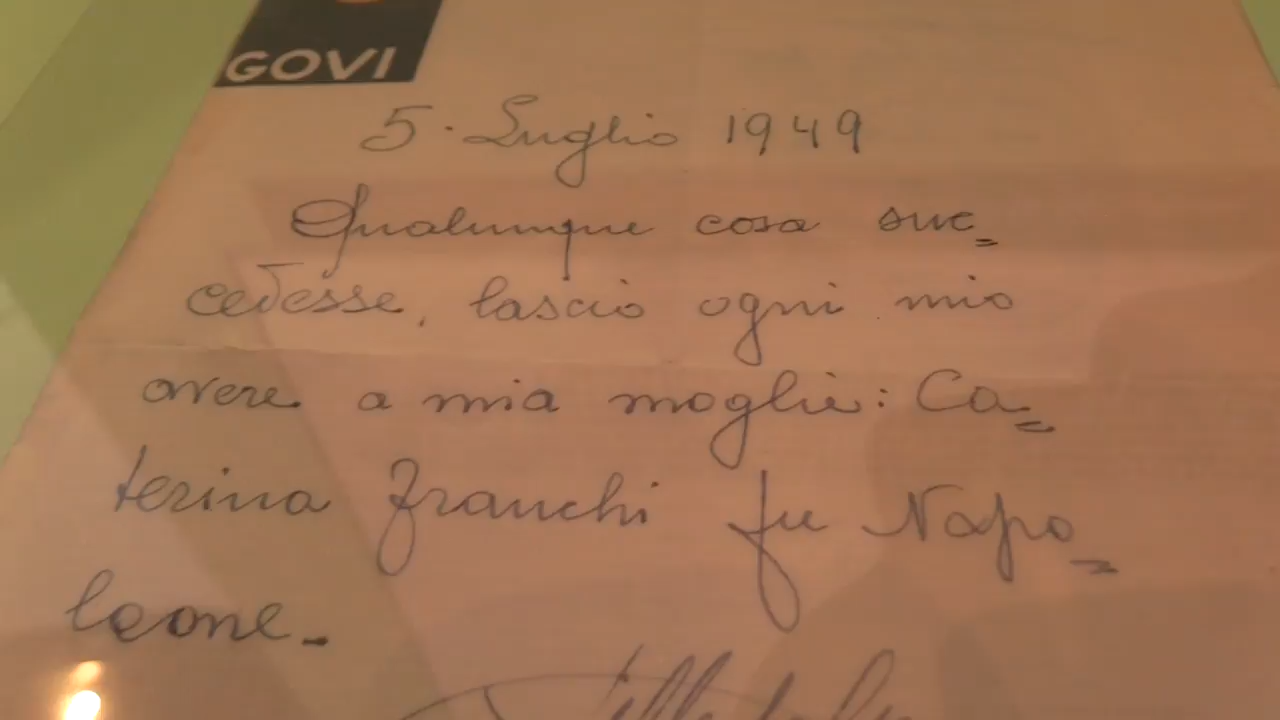 GOVI
5. Luglio 1949
Qualunque cosa suc=
cedesse, lascio ogni mio
avere a mia moglie: Ca=
terina Franchi fu Napo=
leone.